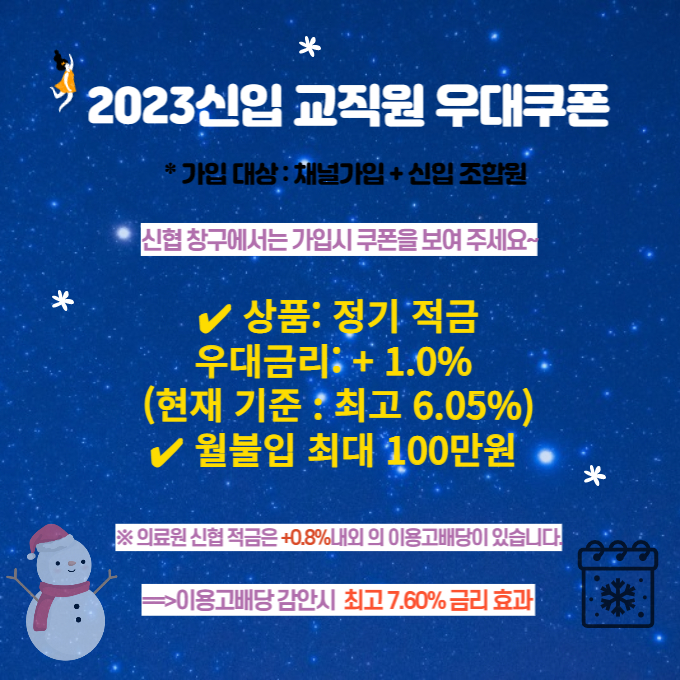 2023신입 교직원 우대쿠폰
* 가입 대상 : 채널가입 + 신입 조합원
신협 창구에서는 가입시 쿠폰을 보여 주세요~
✔ 상품: 정기 적금
우대금리: + 1.0%
(현재 기준 : 최고 6.05%)
✔ 월불입 최대 100만원
※ 의료원 신협 적금은 +0.8%내외 의 이용고배당이 있습니다.
==>이용고배당 감안시 최고 7.60% 금리 효과